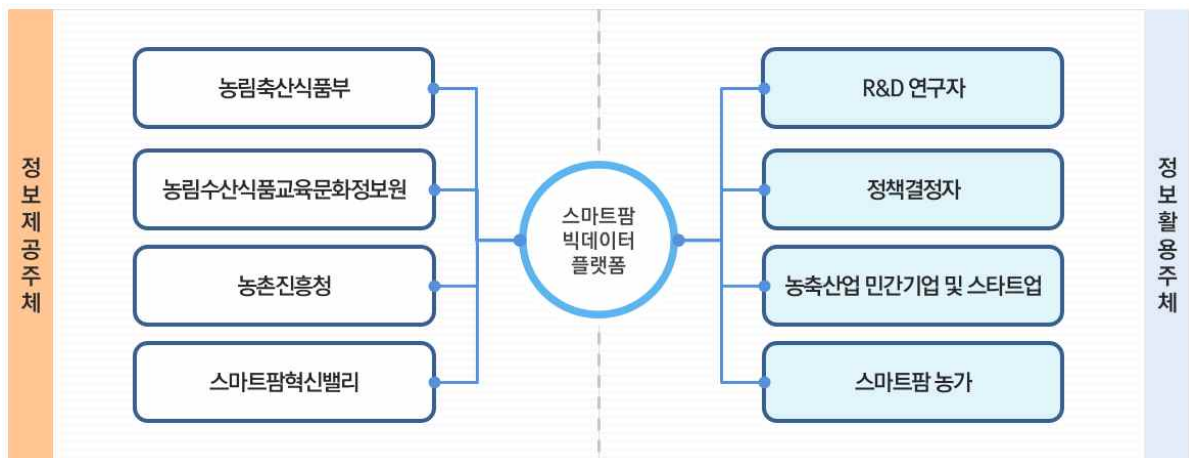 정보제공주체
농림축산식품부
농림수산식품교육문화정보원
농촌진흥청
스마트팜혁신밸리
스마트팜
빅데이터
플랫폼
R&D 연구자
정책결정자
농축산업 민간기업 및 스타트업
스마트팜 농가
정보활용주체